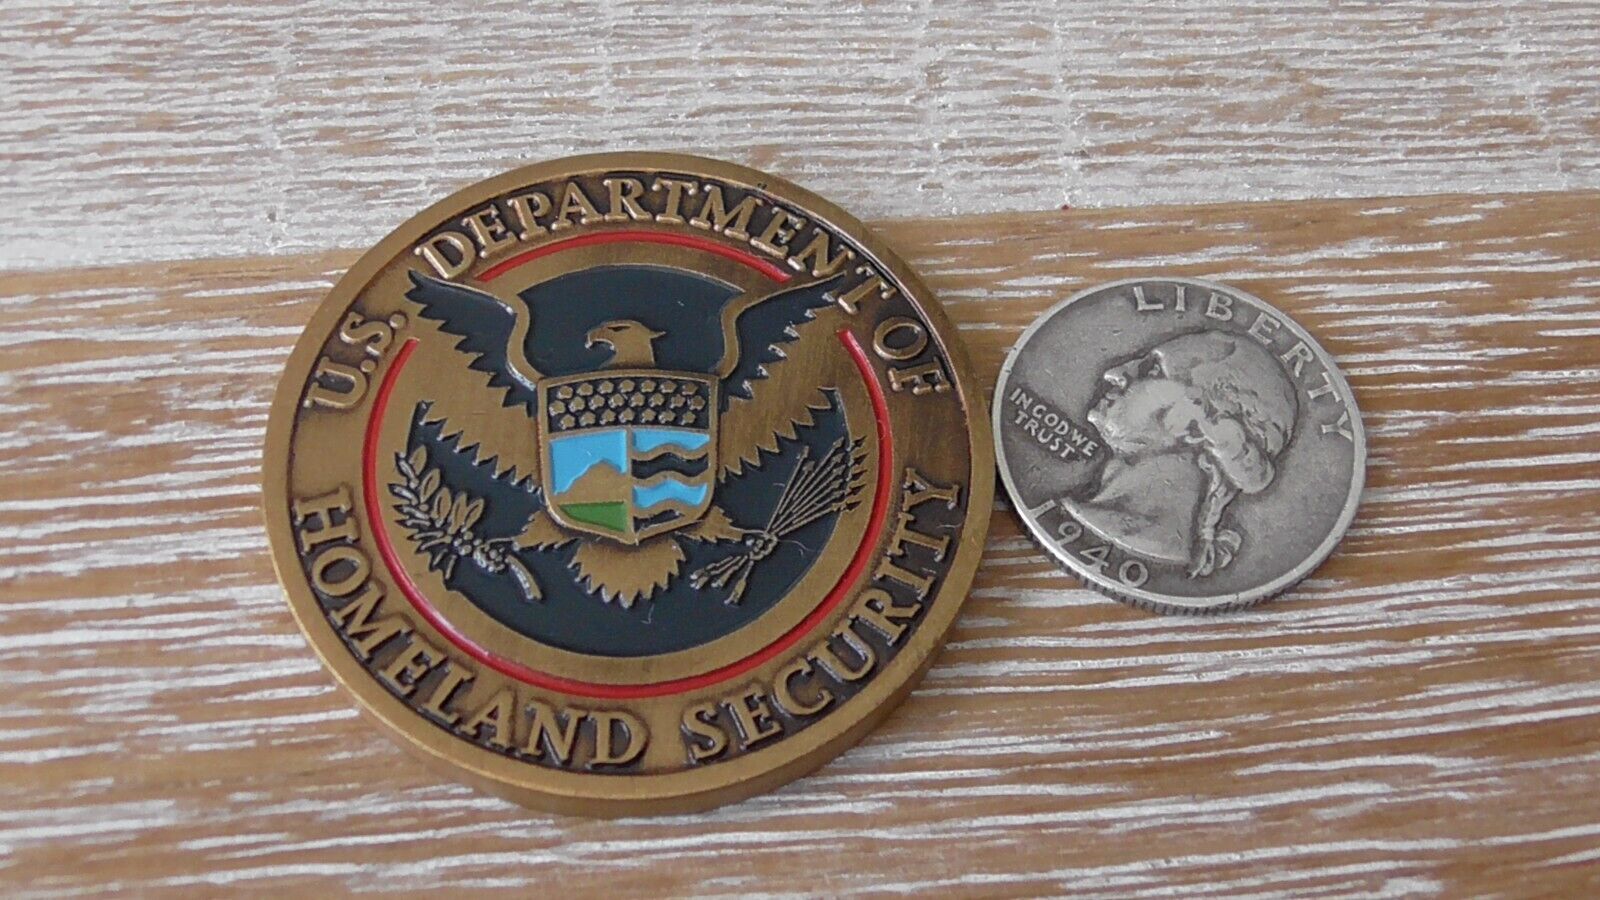 U.S. DEPARTMENT OF
HOMELAND SECURITY
LIBERTY
IN GOD WE
TRUST
1940